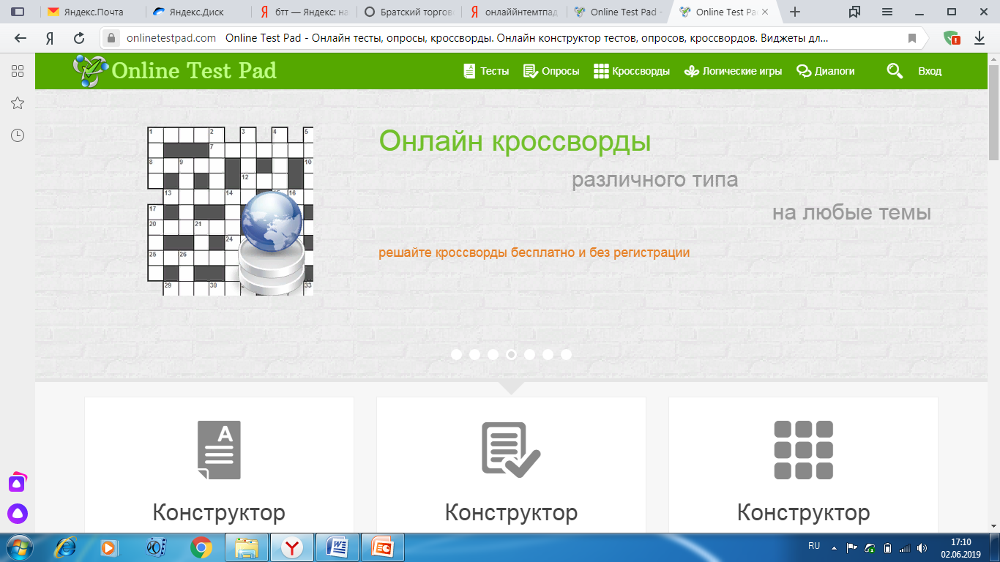 Яндекс.Почта
Яндекс.Диск
Я бтт — Яндекс: на
Братский торгов
Я онлаййнтемтпад
Online Test Pad -
Online Test Pa
Я onlinetestpad.com Online Test Pad - Онлайн тесты, опросы, кроссворды. Онлайн конструктор тестов, опросов, кроссвордов. Виджеты дл...
Online Test Pad
Тесты
Опросы
Кроссворды
Логические игры
Диалоги
Вход
1 2 3 4 5
7
8 9 10
12
13 14 16
17
20 21
24
25 26
29 30 33
Онлайн кроссворды
различного типа
на любые темы
решайте кроссворды бесплатно и без регистрации
A
Конструктор
Конструктор
Конструктор
RU
17:10
02.06.2019